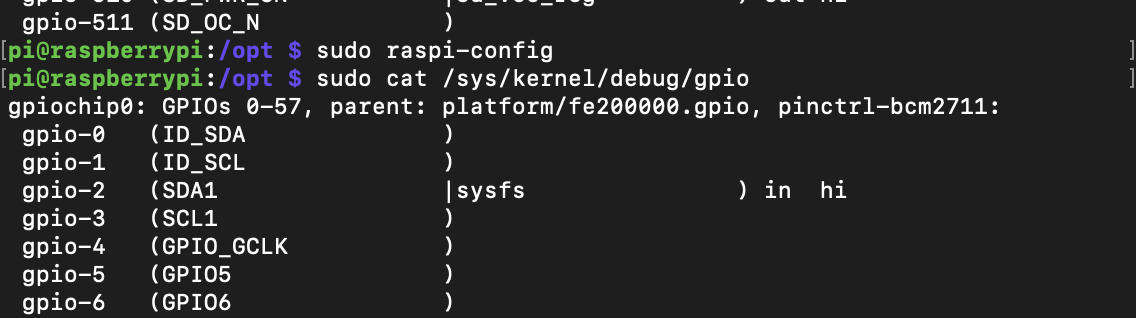 gpio-511 (SD_OC_N )
[pi@raspberrypi:/opt $ sudo raspi-config ]
[pi@raspberrypi:/opt $ sudo cat /sys/kernel/debug/gpio ]
gpiochip0: GPIOs 0-57, parent: platform/fe200000.gpio, pinctrl-bcm2711:
gpio-0 (ID_SDA )
gpio-1 (ID_SCL )
gpio-2 (SDA1 |sysfs ) in hi
gpio-3 (SCL1 )
gpio-4 (GPIO_GCLK )
gpio-5 (GPIO5 )
gpio-6 (GPIO6 )